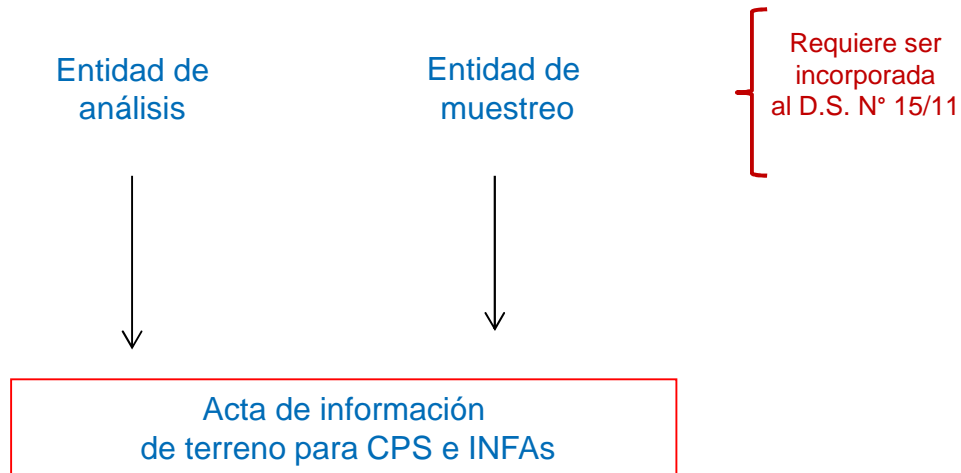 Entidad de
análisis
Entidad de
muestreo
Requiere ser
incorporada
al D.S. N° 15/11
Acta de información
de terreno para CPS e INFAs